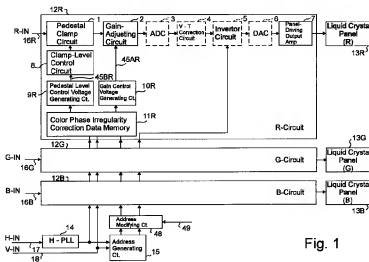 12R
R-IN
16R
Pedestal
Clamp
Circuit
1
Gain-
Adjusting
Circuit
2
ADC
3
V - T
Correction
Circuit
4
Invertor
Circuit
5
DAC
6
Panel-
Driving
Output
Amp
7
Liquid Crystal
Panel
(R)
13R
8
Clamp-Level
Control Circuit
45AR
45BR
9R
Pedestal Level
Control Voltage
Generating Ct.
10R
Gain Control
Voltage
Generating Ct.
11R
Color Phase Irregularity
Correction Data Memory
R-Circuit
12G
G-IN
16G
G-Circuit
13G
Liquid Crystal
Panel
(G)
12B
B-IN
16B
B-Circuit
Liquid Crystal
Panel
(B)
13B
Address
Modifying Ct.
48
49
14
H-IN
17
H - PLL
V-IN
18
Address
Generating
Ct.
15
Fig. 1